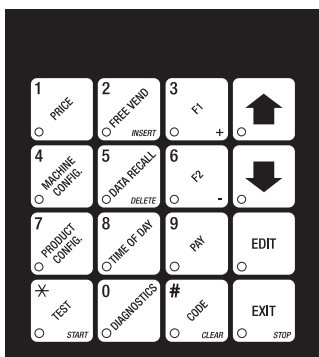 1
PRICE
2
FREE VEND
INSERT
3
F1
+
4
MACHINE
CONFIG.
5
DATA RECALL
DELETE
6
F2
-
7
PRODUCT
CONFIG.
8
TIME OF DAY
9
PAY
EDIT
*
TEST
START
0
DIAGNOSTICS
#
CODE
CLEAR
EXIT
STOP